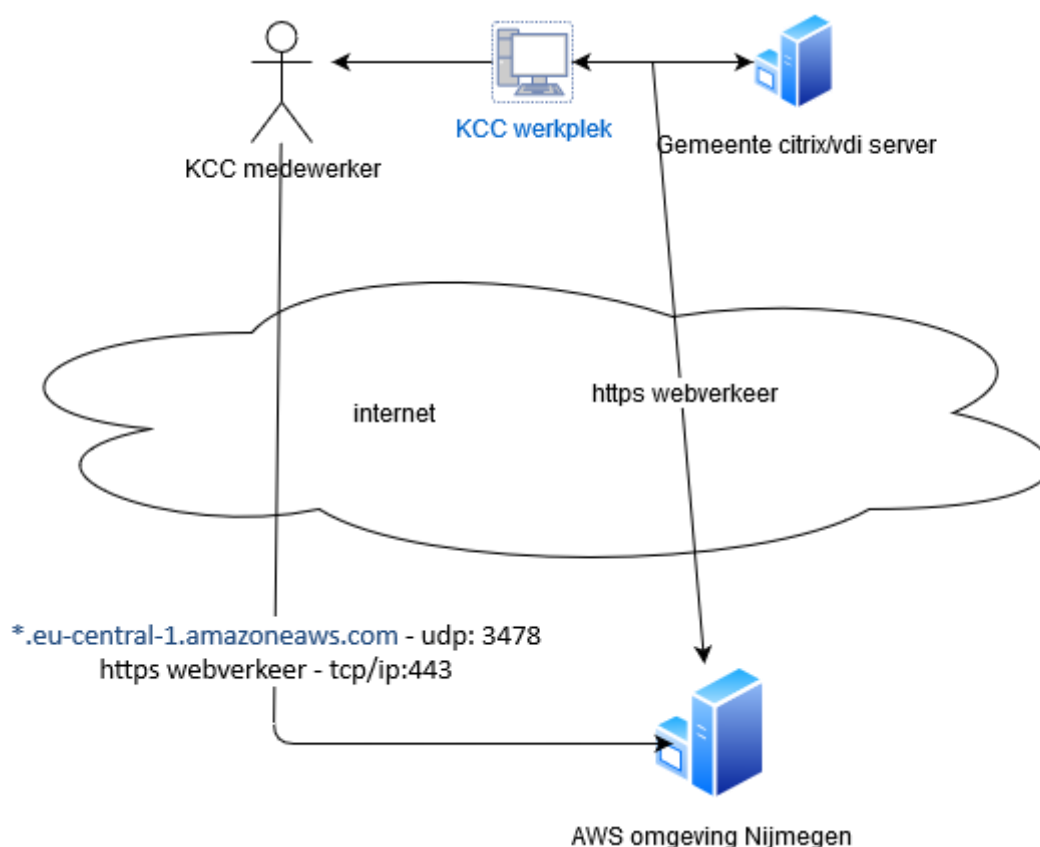 KCC werkplek
Gemeente citrix/vdi server
KCC medewerker
https webverkeer
internet
*.eu-central-1.amazoneaws.com - udp: 3478
https webverkeer - tcp/ip:443
AWS omgeving Nijmegen